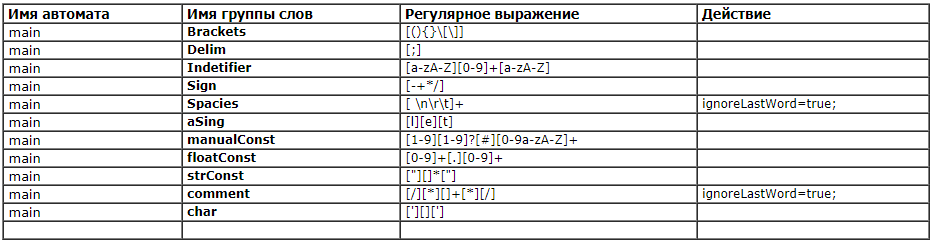 Имя автомата Имя группы слов Регулярное выражение Действие
main Brackets [(){}\[\]]
main Delim [;]
main Indetifier [a-zA-Z][0-9]+[a-zA-Z]
main Sign [-+*/]
main Spacies [ \n\r\t]+ ignoreLastWord=true;
main aSing [l][e][t]
main manualConst [1-9][1-9]?[#][0-9a-zA-Z]+
main floatConst [0-9]+[.][0-9]+
main strConst ["][]*["]
main comment [/][*][]+[*][/] ignoreLastWord=true;
main char ['][][']